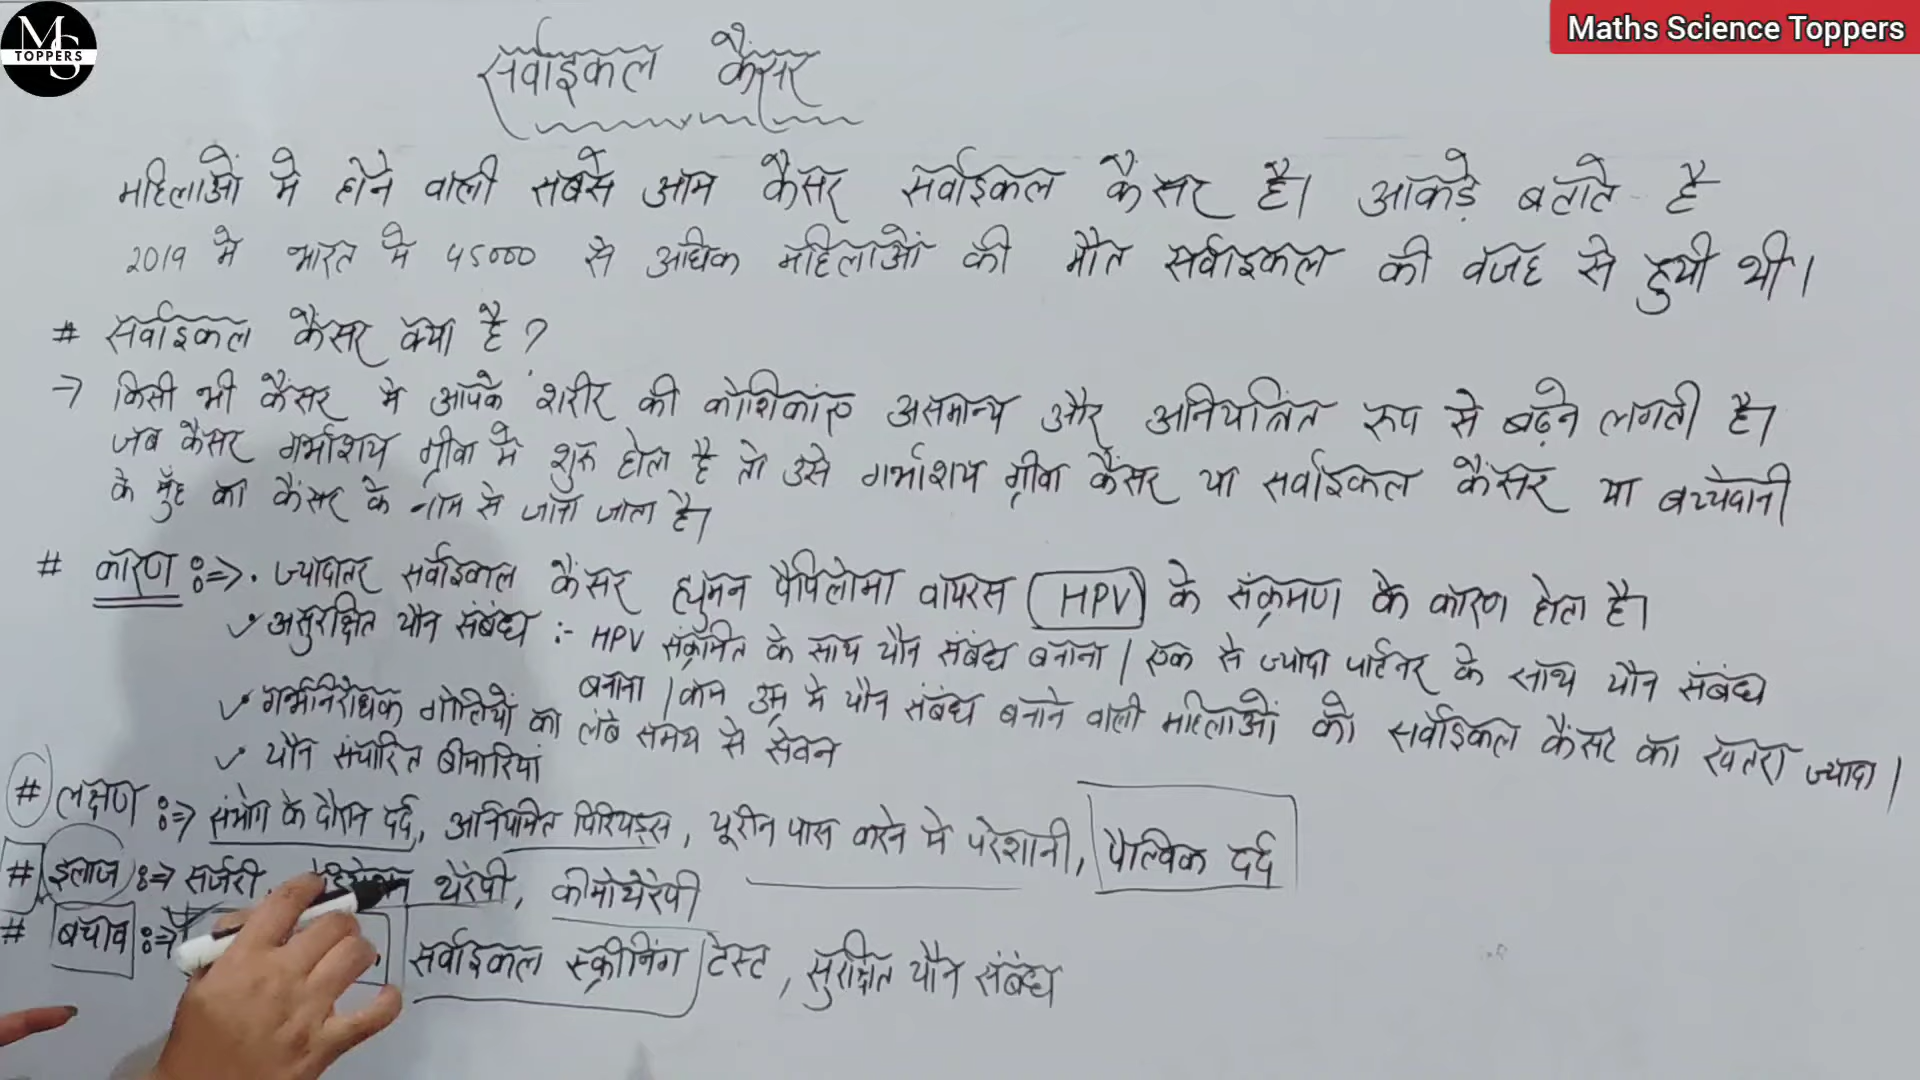 MS
TOPPERS
Maths Science Toppers
सर्वाइकल कैंसर
महिलाओं मे होने वाली सबसे आम कैंसर सर्वाइकल कैंसर है। आकड़े बताते है
2019 मे भारत मे 45000 से अधिक महिलाओं की मौत सर्वाइकल की वजह से हुयी थी।
# सर्वाइकल कैंसर क्या है ?
→ किसी भी कैंसर मे आपके शरीर की कोशिकाएं असमान्य और अनियंत्रित रूप से बढ़ने लगती है।
जब कैंसर गर्भाशय ग्रीवा मे शुरू होता है तो उसे गर्भाशय ग्रीवा कैंसर या सर्वाइकल कैंसर या बच्चेदानी
के मुँह का कैंसर के नाम से जाना जाता है।
# कारण :⇒ . ज्यादातर सर्वाइकल कैंसर ह्यूमन पैपिलोमा वायरस (HPV) के संक्रमण के कारण होता है।
✓ असुरक्षित यौन संबंध :- HPV संक्रमित के साथ यौन संबंध बनाना | एक से ज्यादा पार्टनर के साथ यौन संबंध
बनाना | कम उम्र मे यौन संबंध बनाने वाली महिलाओं को सर्वाइकल कैंसर का खतरा ज्यादा |
✓ गर्भनिरोधक गोलियों का लंबे समय से सेवन
✓ यौन संचारित बीमारियां
# लक्षण :⇒ संभोग के दौरान दर्द, अनियमित पिरियड्स, यूरीन पास करने मे परेशानी, पैल्विक दर्द
# इलाज :⇒ सर्जरी, थैरेपी, कीमोथैरेपी
# बचाव :⇒ सर्वाइकल स्क्रीनिंग टेस्ट, सुरक्षित यौन संबंध